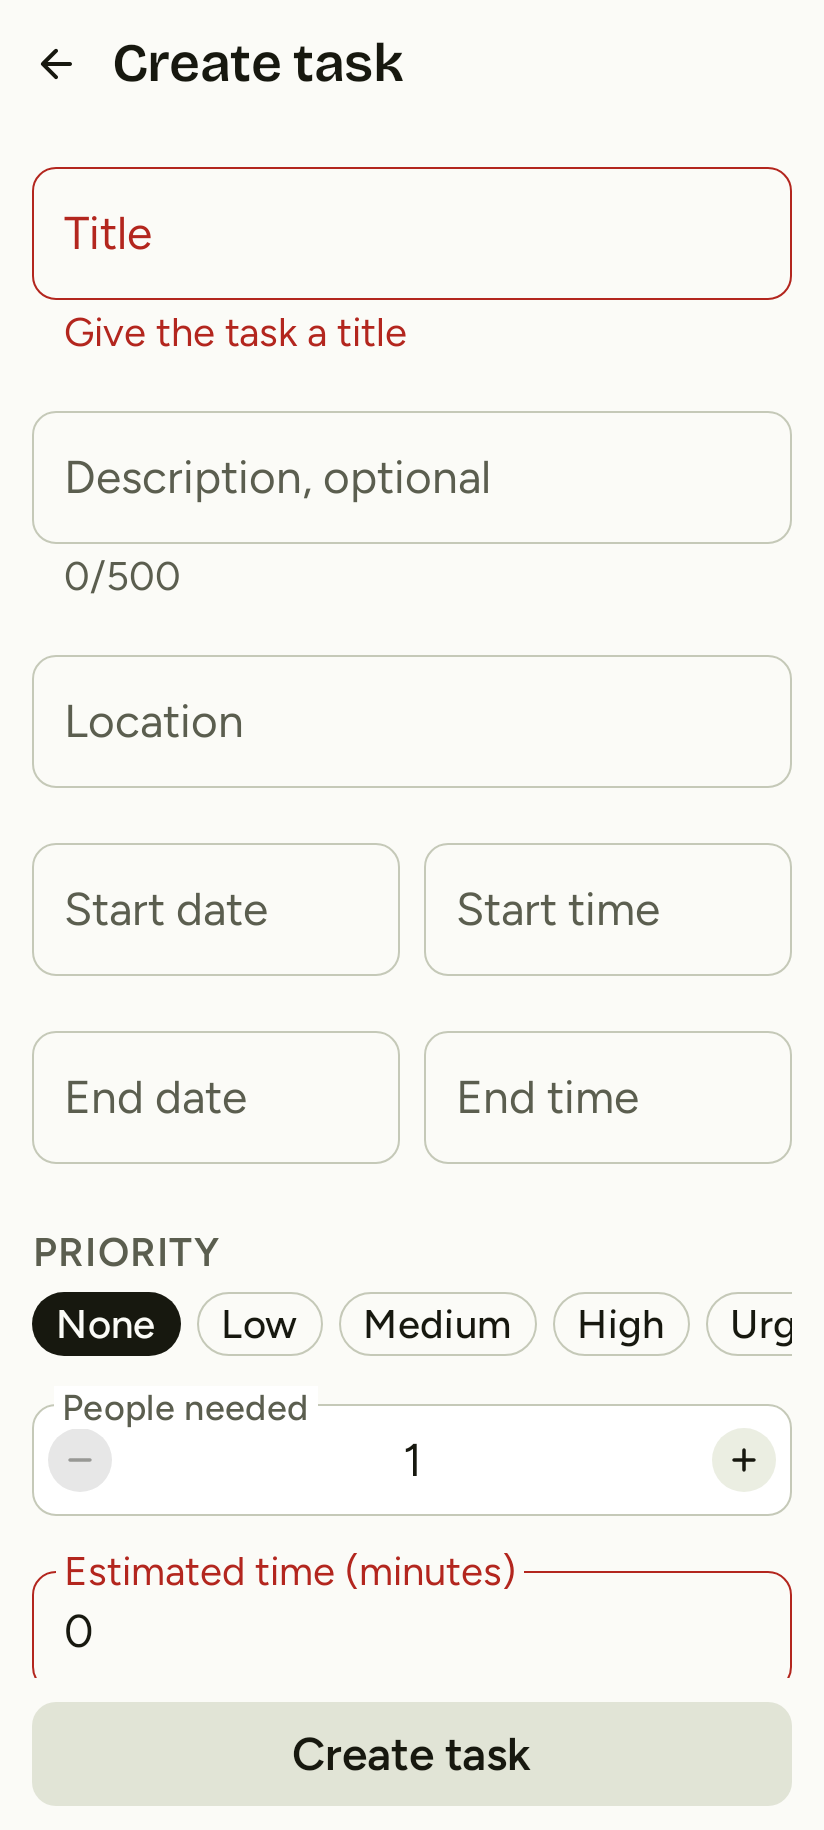 Create task
Title
Give the task a title
Description, optional
0/500
Location
Start date
Start time
End date
End time
PRIORITY
None
Low
Medium
High
Urg
People needed
1
Estimated time (minutes)
0
Create task